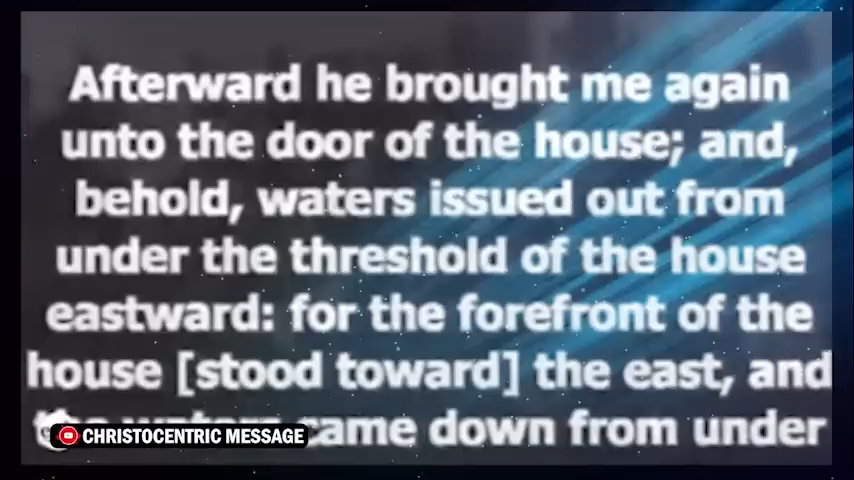 Afterward he brought me again
unto the door of the house; and,
behold, waters issued out from
under the threshold of the house
eastward: for the forefront of the
house [stood toward] the east, and
came down from under
CHRISTOCENTRIC MESSAGE